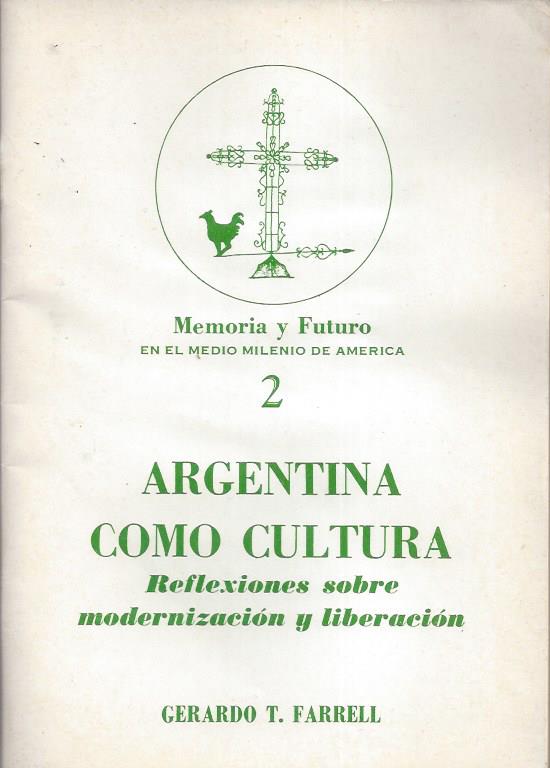 Memoria y Futuro
EN EL MEDIO MILENIO DE AMERICA
2
ARGENTINA
COMO CULTURA
Reflexiones sobre
modernización y liberación
GERARDO T. FARRELL